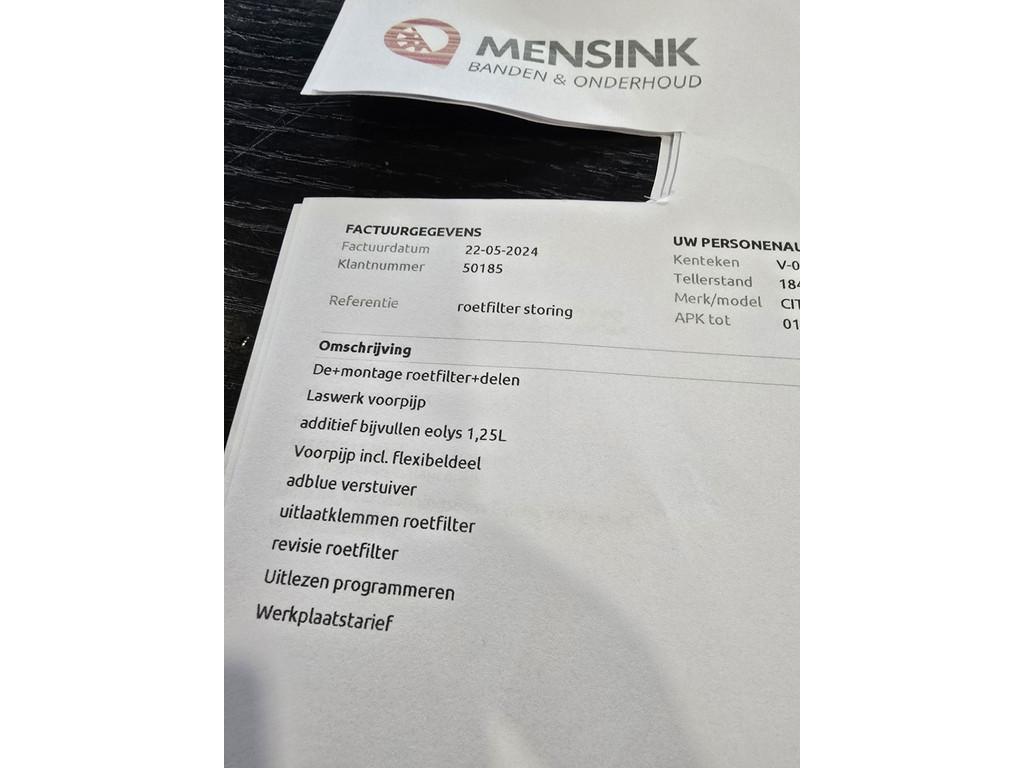 MENSINK
BANDEN & ONDERHOUD
FACTUURGEGEVENS
Factuurdatum 22-05-2024
Klantnummer 50185
Referentie roetfilter storing
UW PERSONENAU
Kenteken V-0
Tellerstand 184
Merk/model CIT
APK tot 01
Omschrijving
De+montage roetfilter+delen
Laswerk voorpijp
additief bijvullen eolys 1,25L
Voorpijp incl. flexibeldeel
adblue verstuiver
uitlaatklemmen roetfilter
revisie roetfilter
Uitlezen programmeren
Werkplaatstarief